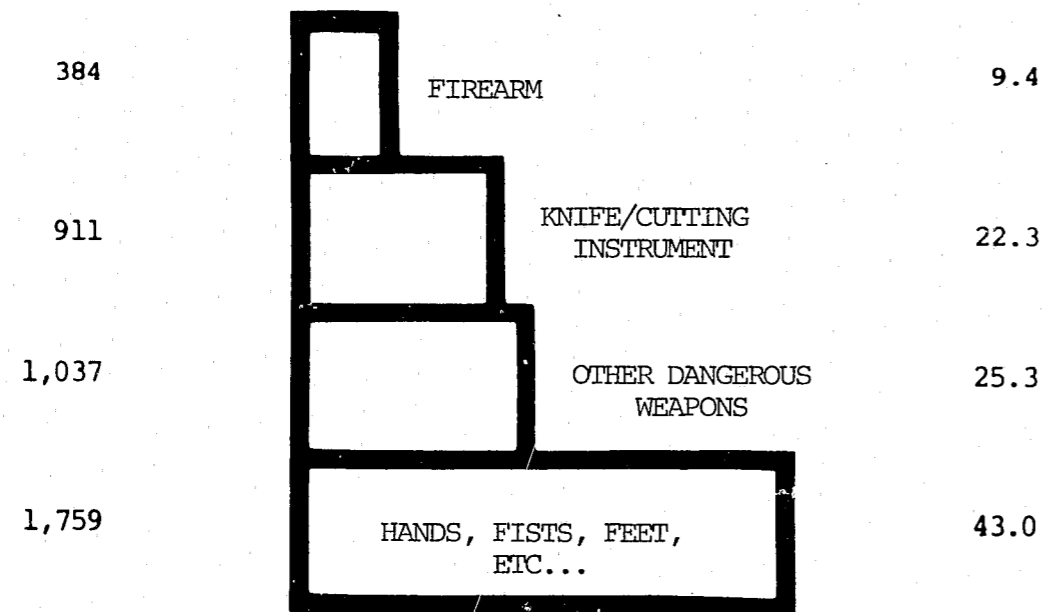 384 FIREARM 9.4
911 KNIFE/CUTTING INSTRUMENT 22.3
1,037 OTHER DANGEROUS WEAPONS 25.3
1,759 HANDS, FISTS, FEET, ETC... 43.0